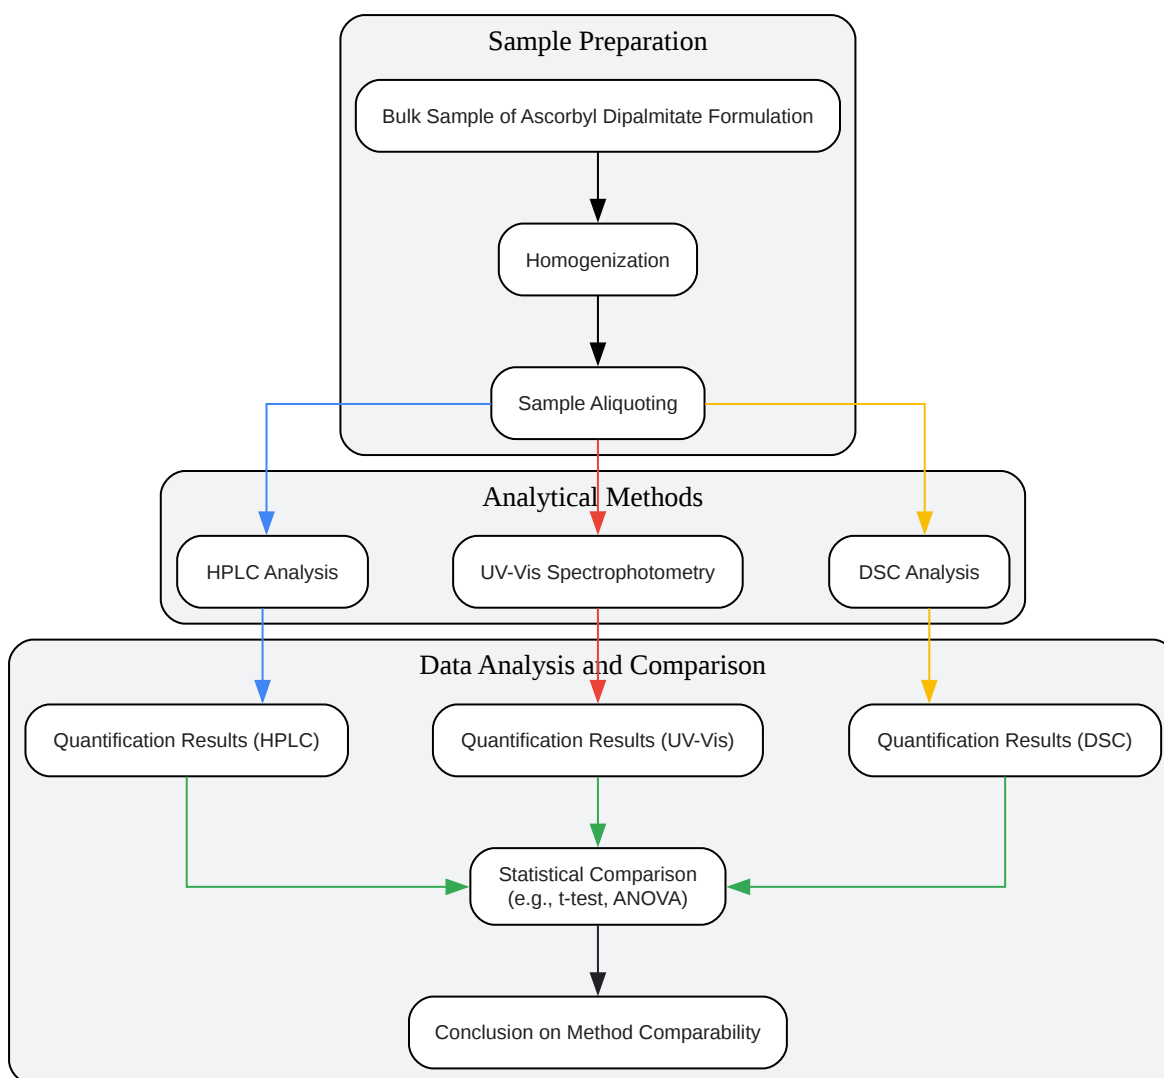 Sample Preparation
Bulk Sample of Ascorbyl Dipalmitate Formulation
Homogenization
Sample Aliquoting
Analytical Methods
HPLC Analysis
UV-Vis Spectrophotometry
DSC Analysis
Data Analysis and Comparison
Quantification Results (HPLC)
Quantification Results (UV-Vis)
Quantification Results (DSC)
Statistical Comparison
(e.g., t-test, ANOVA)
Conclusion on Method Comparability